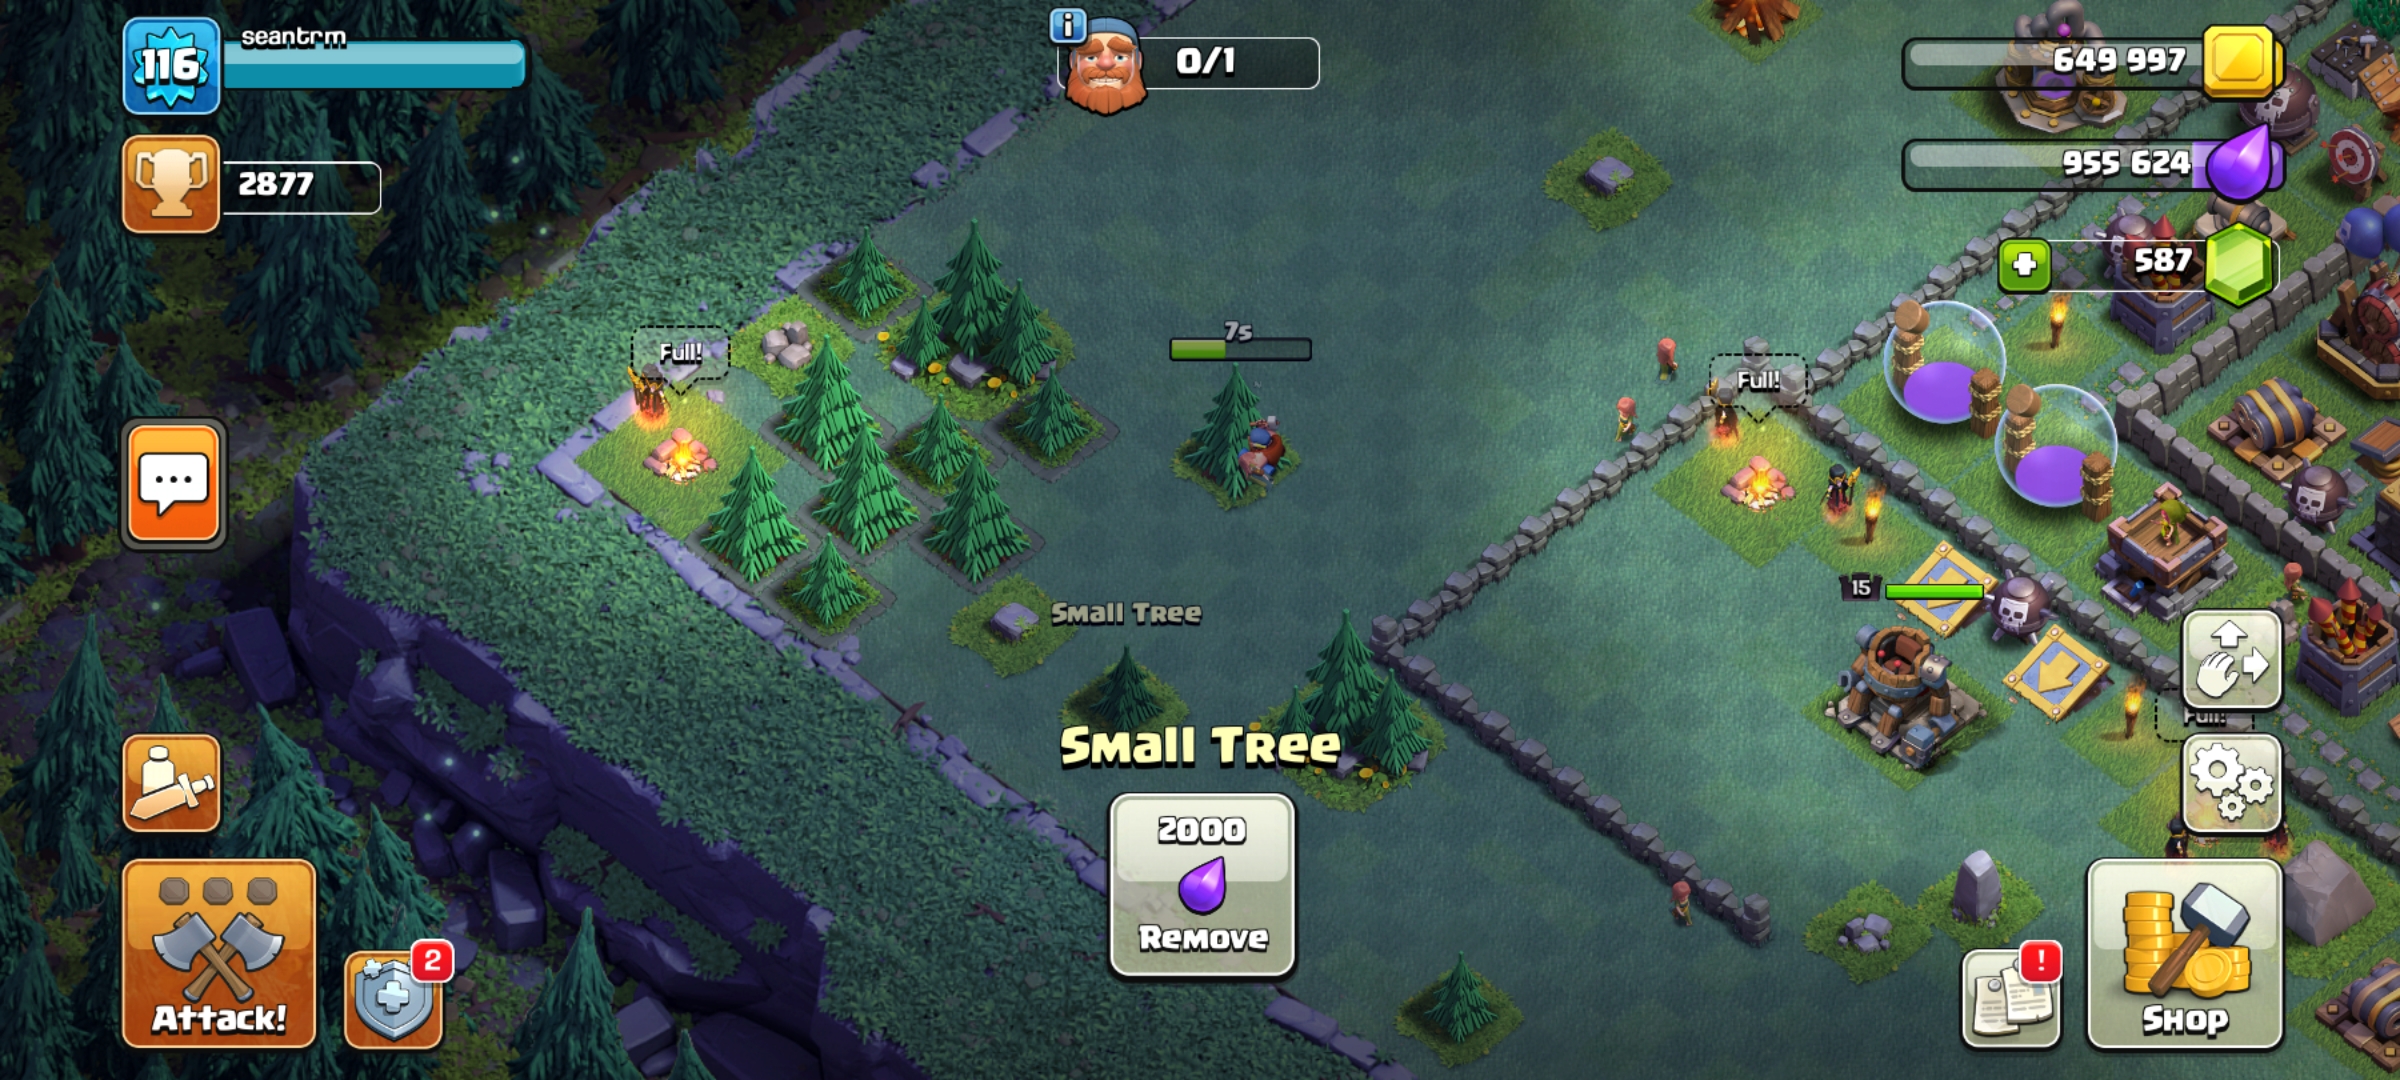 116
seantrm
i
0/1
649 997
2877
955 624
587
7s
Full!
Full!
15
Small Tree
Full!
Small Tree
2000
Remove
2
!
Attack!
Shop